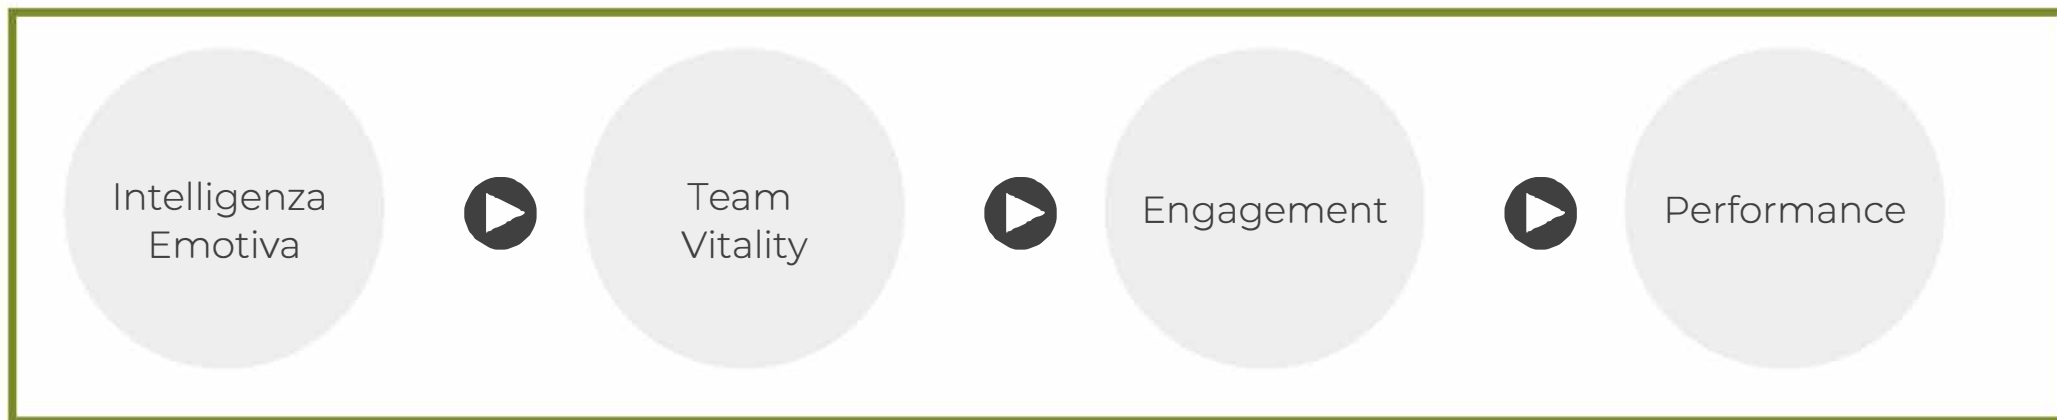 Intelligenza
Emotiva
Team
Vitality
Engagement
Performance